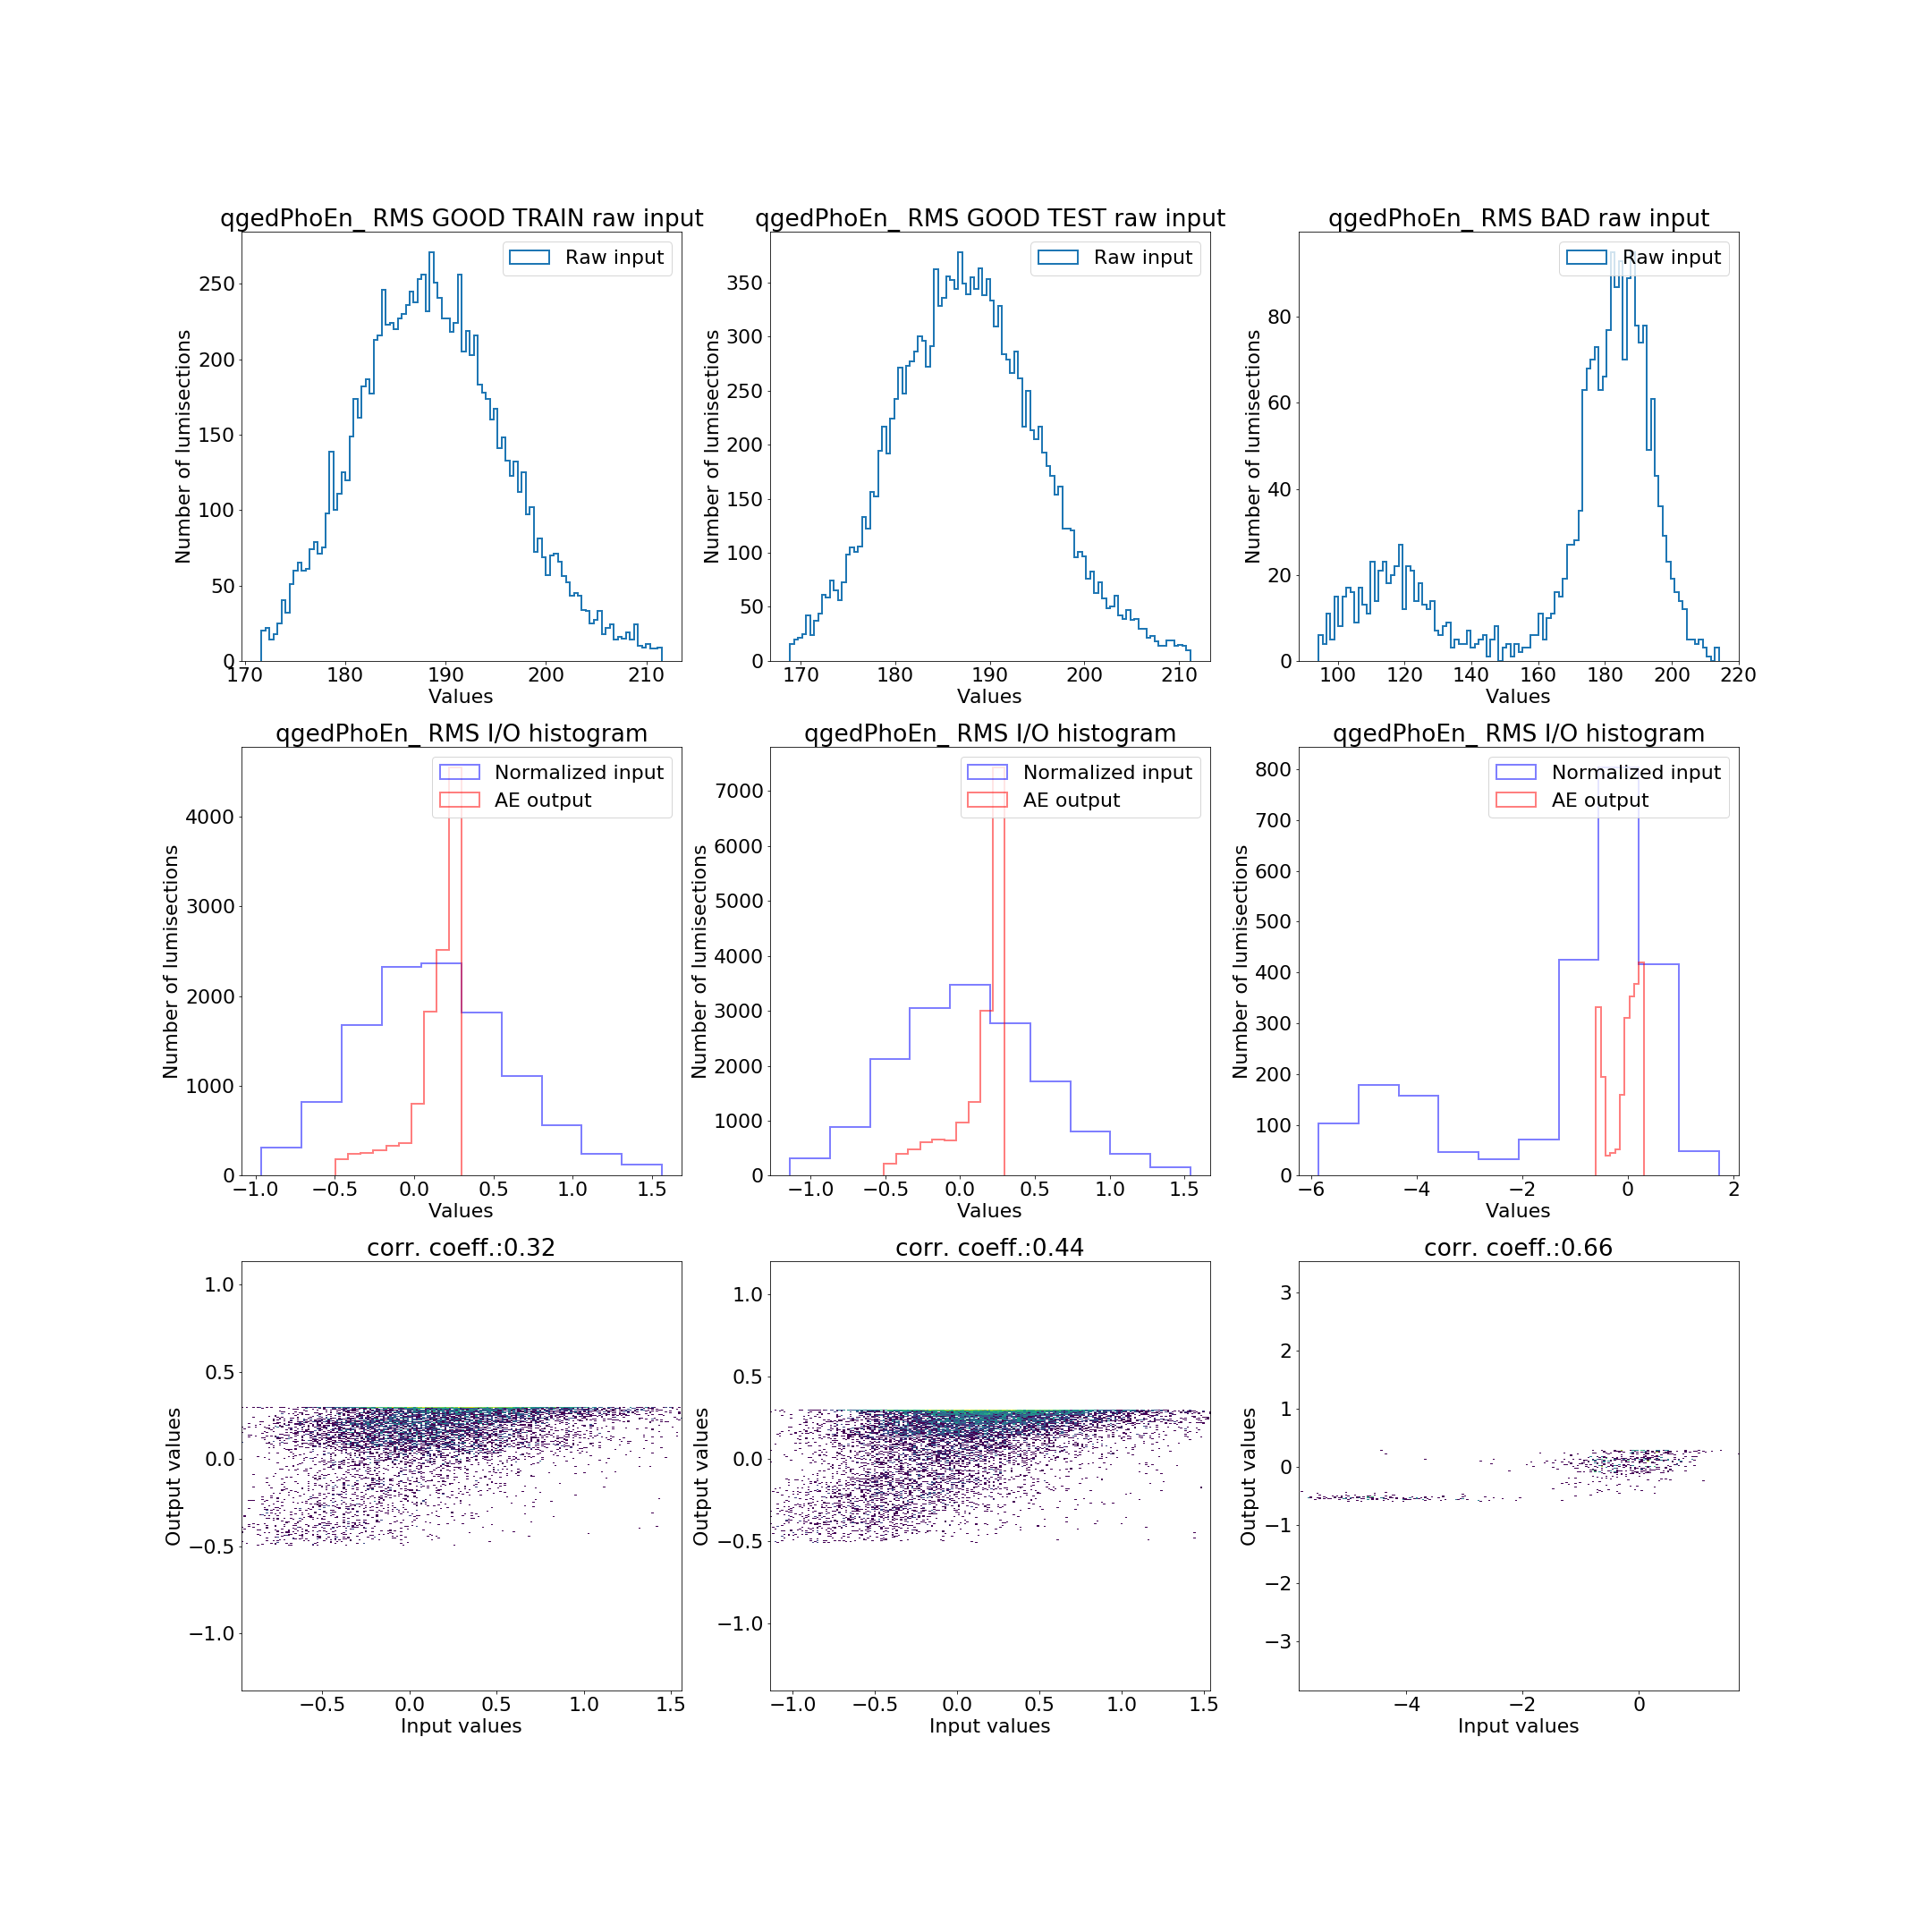 qgedPhoEn_ RMS GOOD TRAIN raw input
Raw input
Number of lumisections
250
200
150
100
50
0
170 180 190 200 210
Values
qgedPhoEn_ RMS GOOD TEST raw input
Raw input
Number of lumisections
350
300
250
200
150
100
50
0
170 180 190 200 210
Values
qgedPhoEn_ RMS BAD raw input
Raw input
Number of lumisections
80
60
40
20
0
100 120 140 160 180 200 220
Values
qgedPhoEn_ RMS I/O histogram
Normalized input
AE output
Number of lumisections
4000
3000
2000
1000
0
−1.0 −0.5 0.0 0.5 1.0 1.5
Values
qgedPhoEn_ RMS I/O histogram
Normalized input
AE output
Number of lumisections
7000
6000
5000
4000
3000
2000
1000
0
−1.0 −0.5 0.0 0.5 1.0 1.5
Values
qgedPhoEn_ RMS I/O histogram
Normalized input
AE output
Number of lumisections
800
700
600
500
400
300
200
100
0
−6 −4 −2 0 2
Values
corr. coeff.:0.32
Output values
1.0
0.5
0.0
−0.5
−1.0
−0.5 0.0 0.5 1.0 1.5
Input values
corr. coeff.:0.44
Output values
1.0
0.5
0.0
−0.5
−1.0
−1.0 −0.5 0.0 0.5 1.0 1.5
Input values
corr. coeff.:0.66
Output values
3
2
1
0
−1
−2
−3
−4 −2 0
Input values